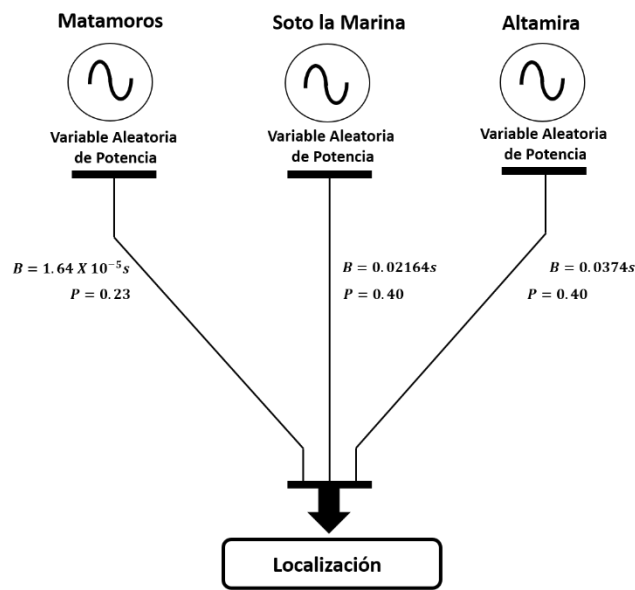 Matamoros
Soto la Marina
Altamira
Variable Aleatoria
de Potencia
Variable Aleatoria
de Potencia
Variable Aleatoria
de Potencia
B = 1.64 X 10⁻⁵s
P = 0.23
B = 0.02164s
P = 0.40
B = 0.0374s
P = 0.40
Localización